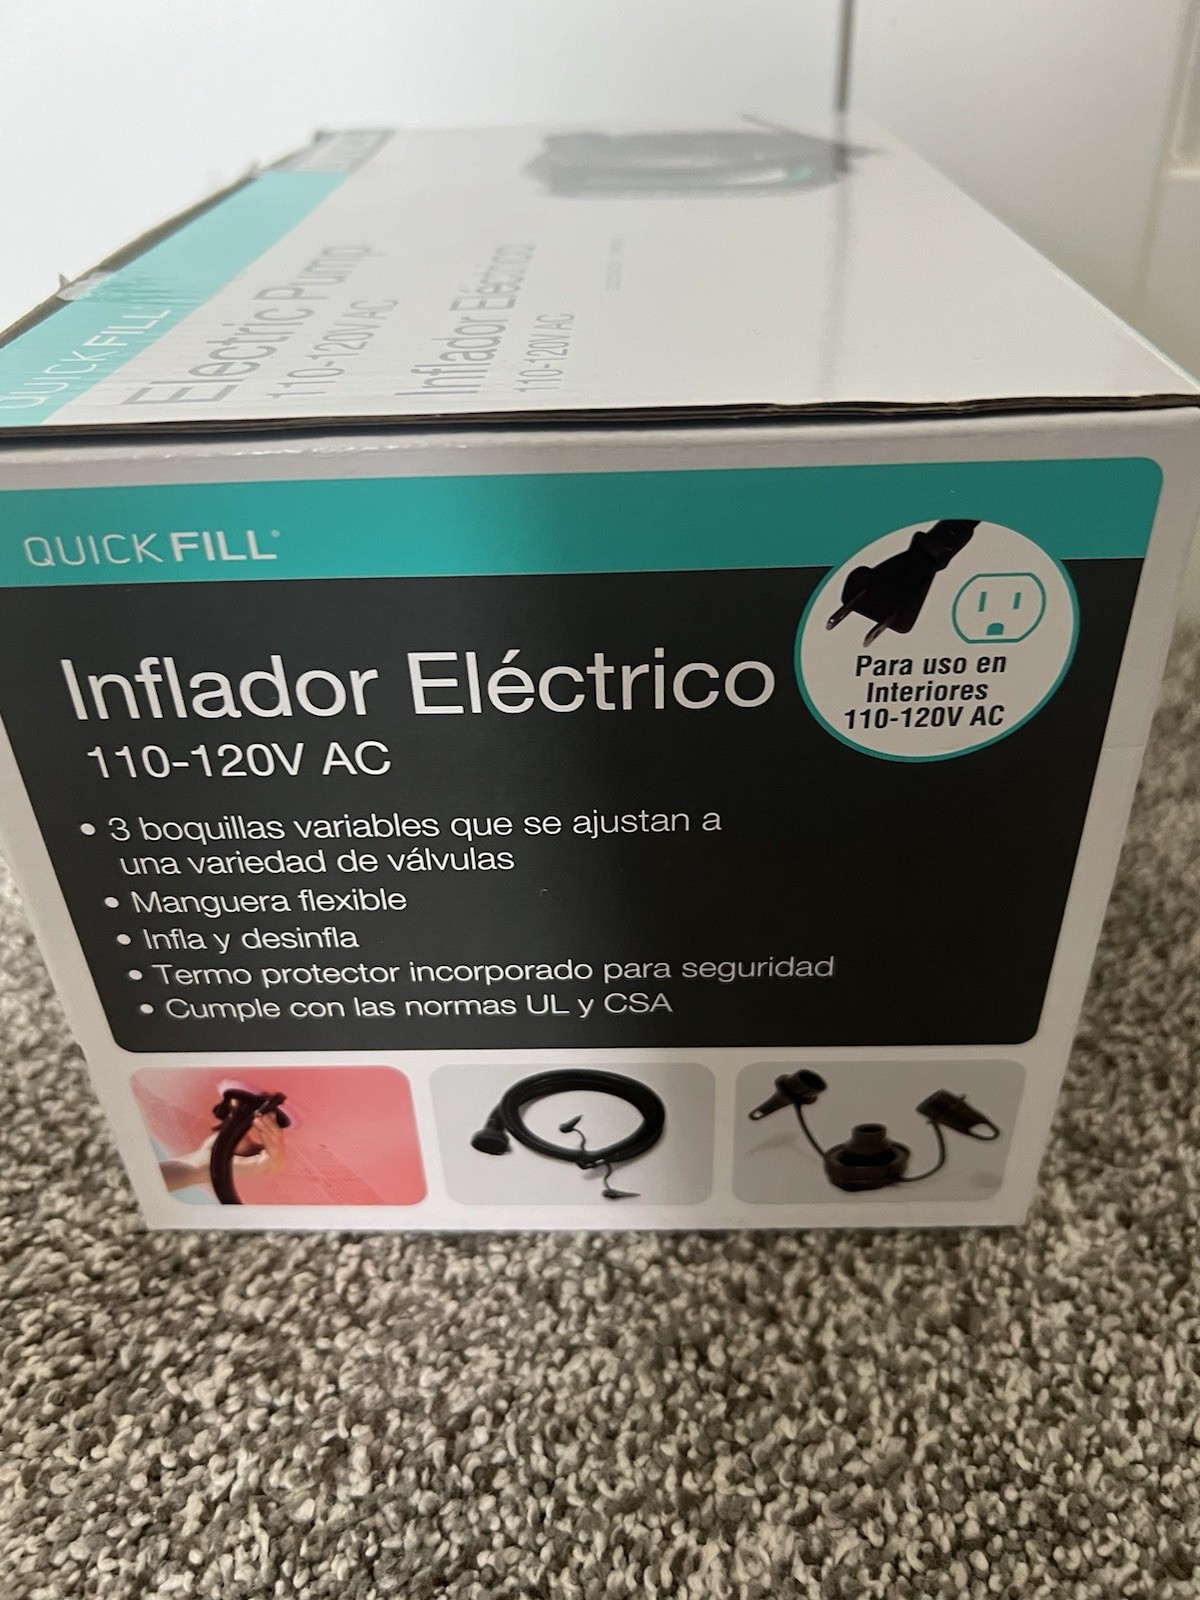 QUICK FILL
Electric Pump
110-120V AC
Inflador Eléctrico
110-120V AC
QUICK FILL®
Inflador Eléctrico
110-120V AC
• 3 boquillas variables que se ajustan a
una variedad de válvulas
• Manguera flexible
• Infla y desinfla
• Termo protector incorporado para seguridad
• Cumple con las normas UL y CSA
Para uso en
Interiores
110-120V AC